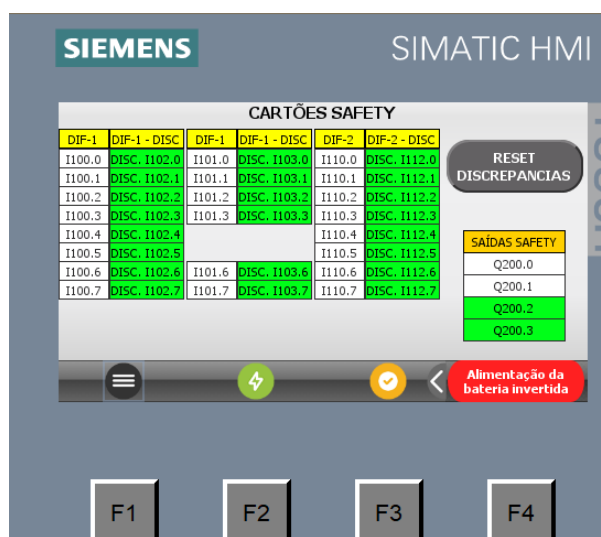 SIEMENS
SIMATIC HMI
CARTÕES SAFETY
DIF-1 DIF-1 - DISC DIF-1 DIF-1 - DISC DIF-2 DIF-2 - DISC
I100.0 DISC. I102.0 I101.0 DISC. I103.0 I110.0 DISC. I112.0
I100.1 DISC. I102.1 I101.1 DISC. I103.1 I110.1 DISC. I112.1
I100.2 DISC. I102.2 I101.2 DISC. I103.2 I110.2 DISC. I112.2
I100.3 DISC. I102.3 I101.3 DISC. I103.3 I110.3 DISC. I112.3
I100.4 DISC. I102.4 I110.4 DISC. I112.4
I100.5 DISC. I102.5 I110.5 DISC. I112.5
I100.6 DISC. I102.6 I101.6 DISC. I103.6 I110.6 DISC. I112.6
I100.7 DISC. I102.7 I101.7 DISC. I103.7 I110.7 DISC. I112.7
RESET
DISCREPANCIAS
SAÍDAS SAFETY
Q200.0
Q200.1
Q200.2
Q200.3
Alimentação da
bateria invertida
F1 F2 F3 F4